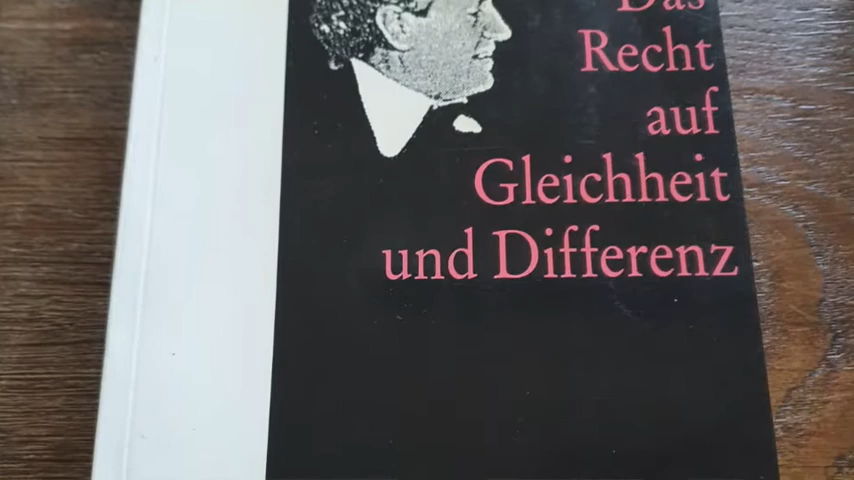 Das
Recht
auf
Gleichheit
und Differenz